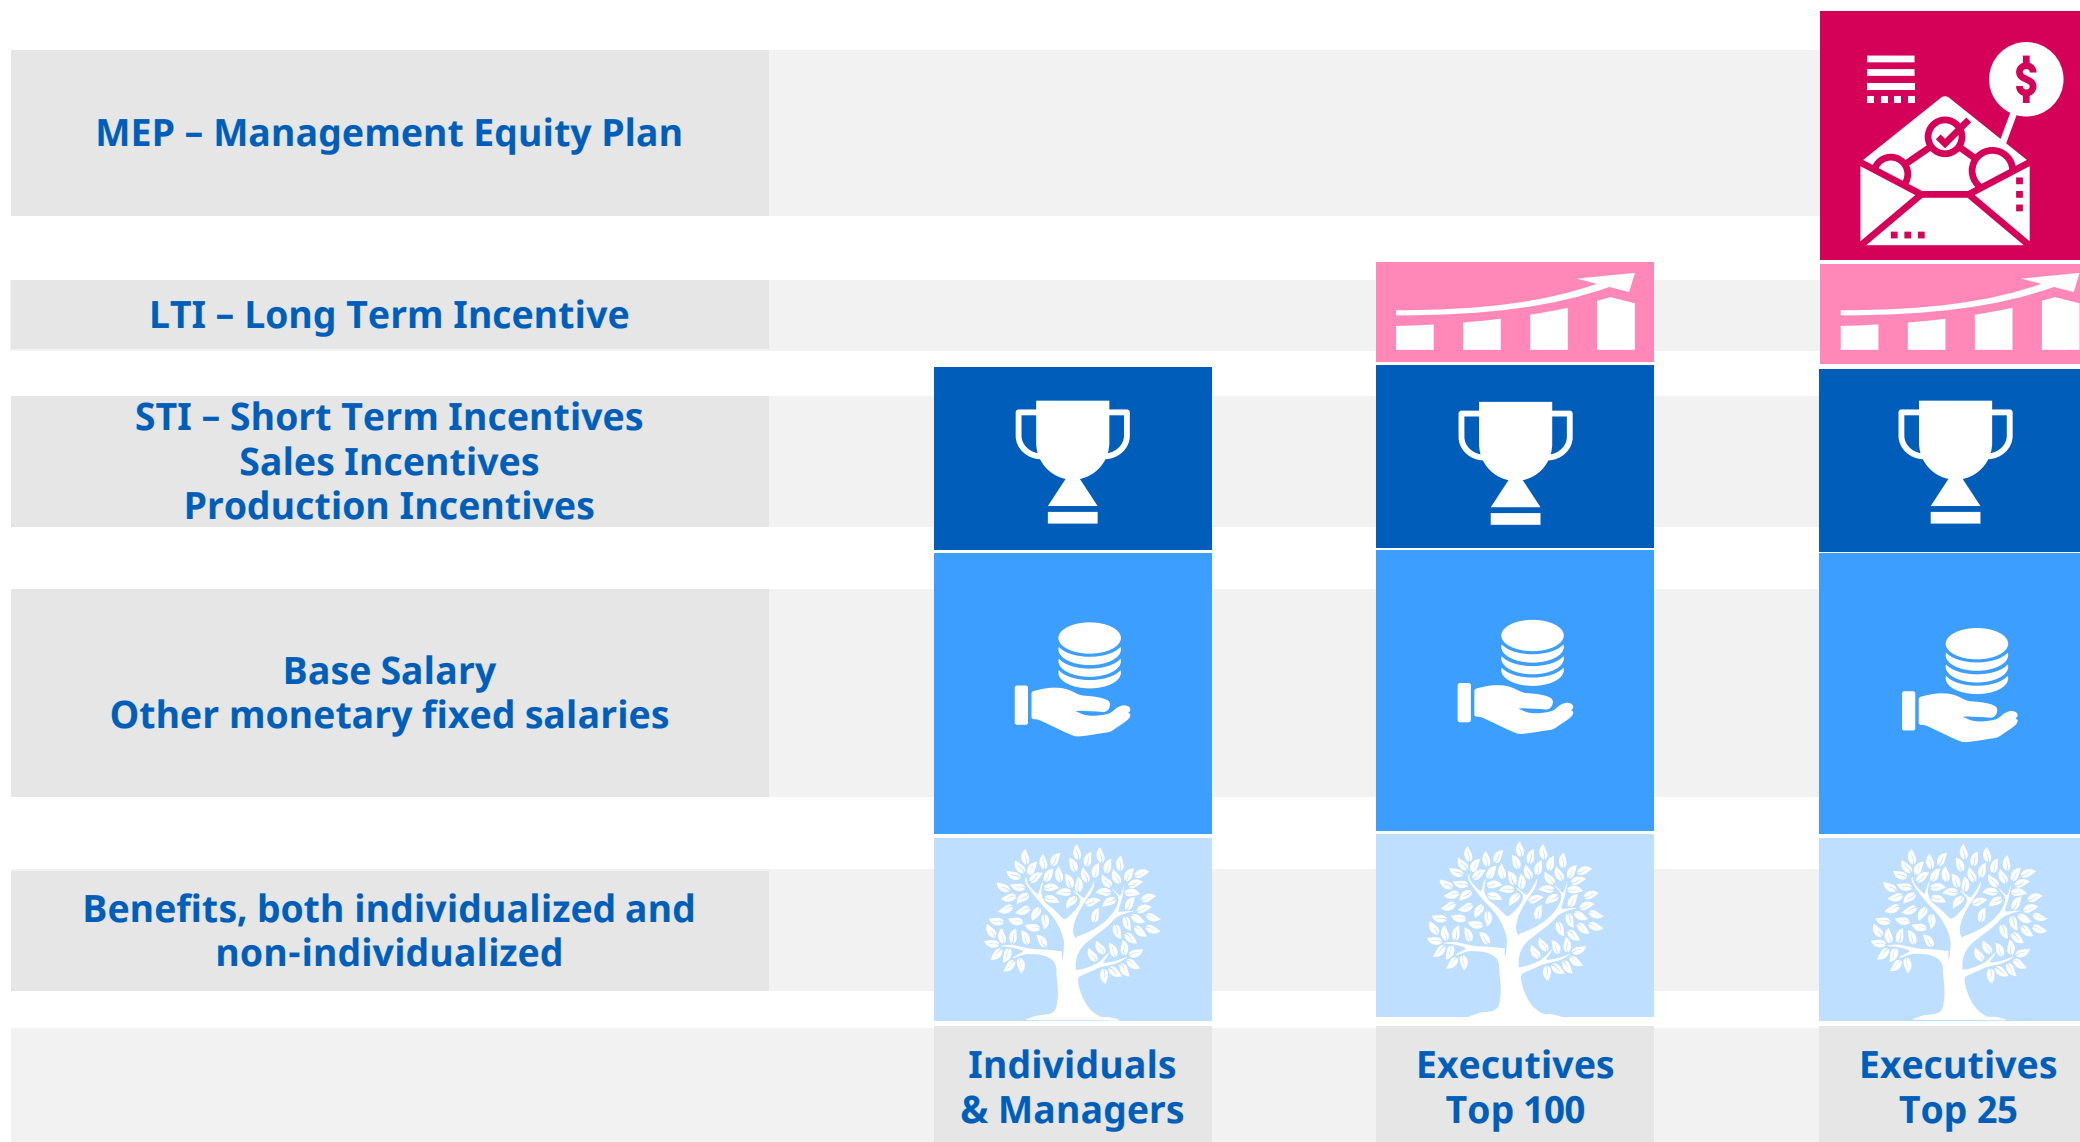 MEP – Management Equity Plan
LTI – Long Term Incentive
STI – Short Term Incentives
Sales Incentives
Production Incentives
Base Salary
Other monetary fixed salaries
Benefits, both individualized and
non-individualized
Individuals
& Managers
Executives
Top 100
Executives
Top 25
$